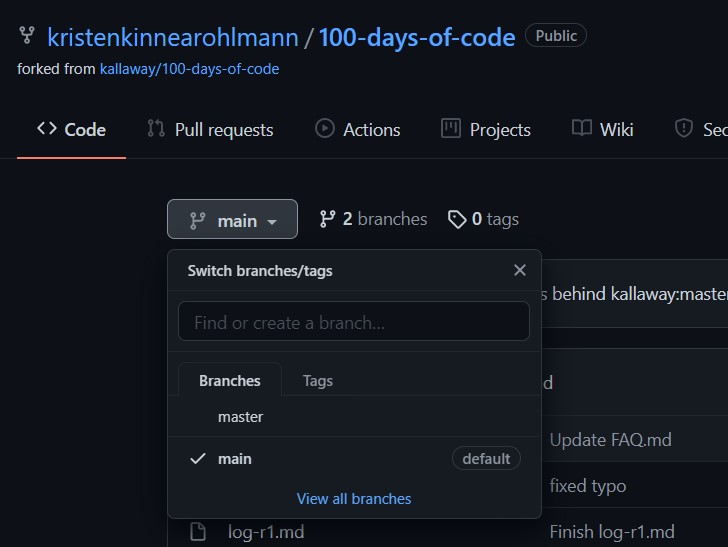 kristenkinnearohlmann / 100-days-of-code Public
forked from kallaway/100-days-of-code
Code Pull requests Actions Projects Wiki
main 2 branches 0 tags
Switch branches/tags
behind kallaway:master
Find or create a branch...
Branches Tags
master
Update FAQ.md
main default
fixed typo
View all branches
log-r1.md Finish log-r1.md